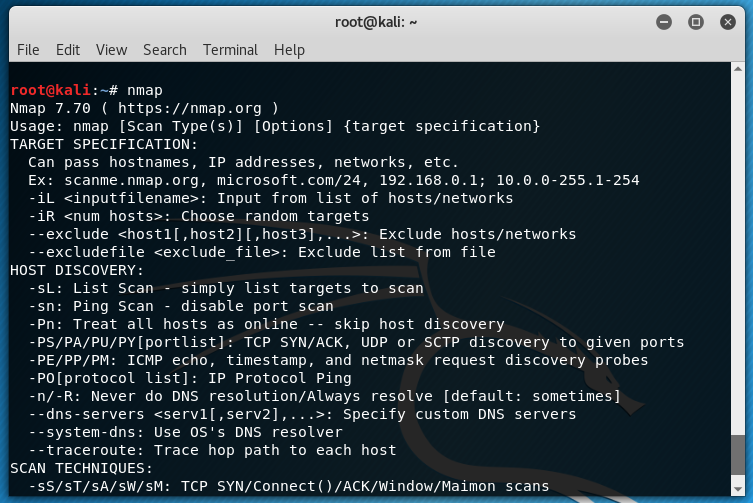 root@kali: ~
File Edit View Search Terminal Help
root@kali:~# nmap
Nmap 7.70 ( https://nmap.org )
Usage: nmap [Scan Type(s)] [Options] {target specification}
TARGET SPECIFICATION:
  Can pass hostnames, IP addresses, networks, etc.
  Ex: scanme.nmap.org, microsoft.com/24, 192.168.0.1; 10.0.0-255.1-254
  -iL <inputfilename>: Input from list of hosts/networks
  -iR <num hosts>: Choose random targets
  --exclude <host1[,host2][,host3],...>: Exclude hosts/networks
  --excludefile <exclude_file>: Exclude list from file
HOST DISCOVERY:
  -sL: List Scan - simply list targets to scan
  -sn: Ping Scan - disable port scan
  -Pn: Treat all hosts as online -- skip host discovery
  -PS/PA/PU/PY[portlist]: TCP SYN/ACK, UDP or SCTP discovery to given ports
  -PE/PP/PM: ICMP echo, timestamp, and netmask request discovery probes
  -PO[protocol list]: IP Protocol Ping
  -n/-R: Never do DNS resolution/Always resolve [default: sometimes]
  --dns-servers <serv1[,serv2],...>: Specify custom DNS servers
  --system-dns: Use OS's DNS resolver
  --traceroute: Trace hop path to each host
SCAN TECHNIQUES:
  -sS/sT/sA/sW/sM: TCP SYN/Connect()/ACK/Window/Maimon scans